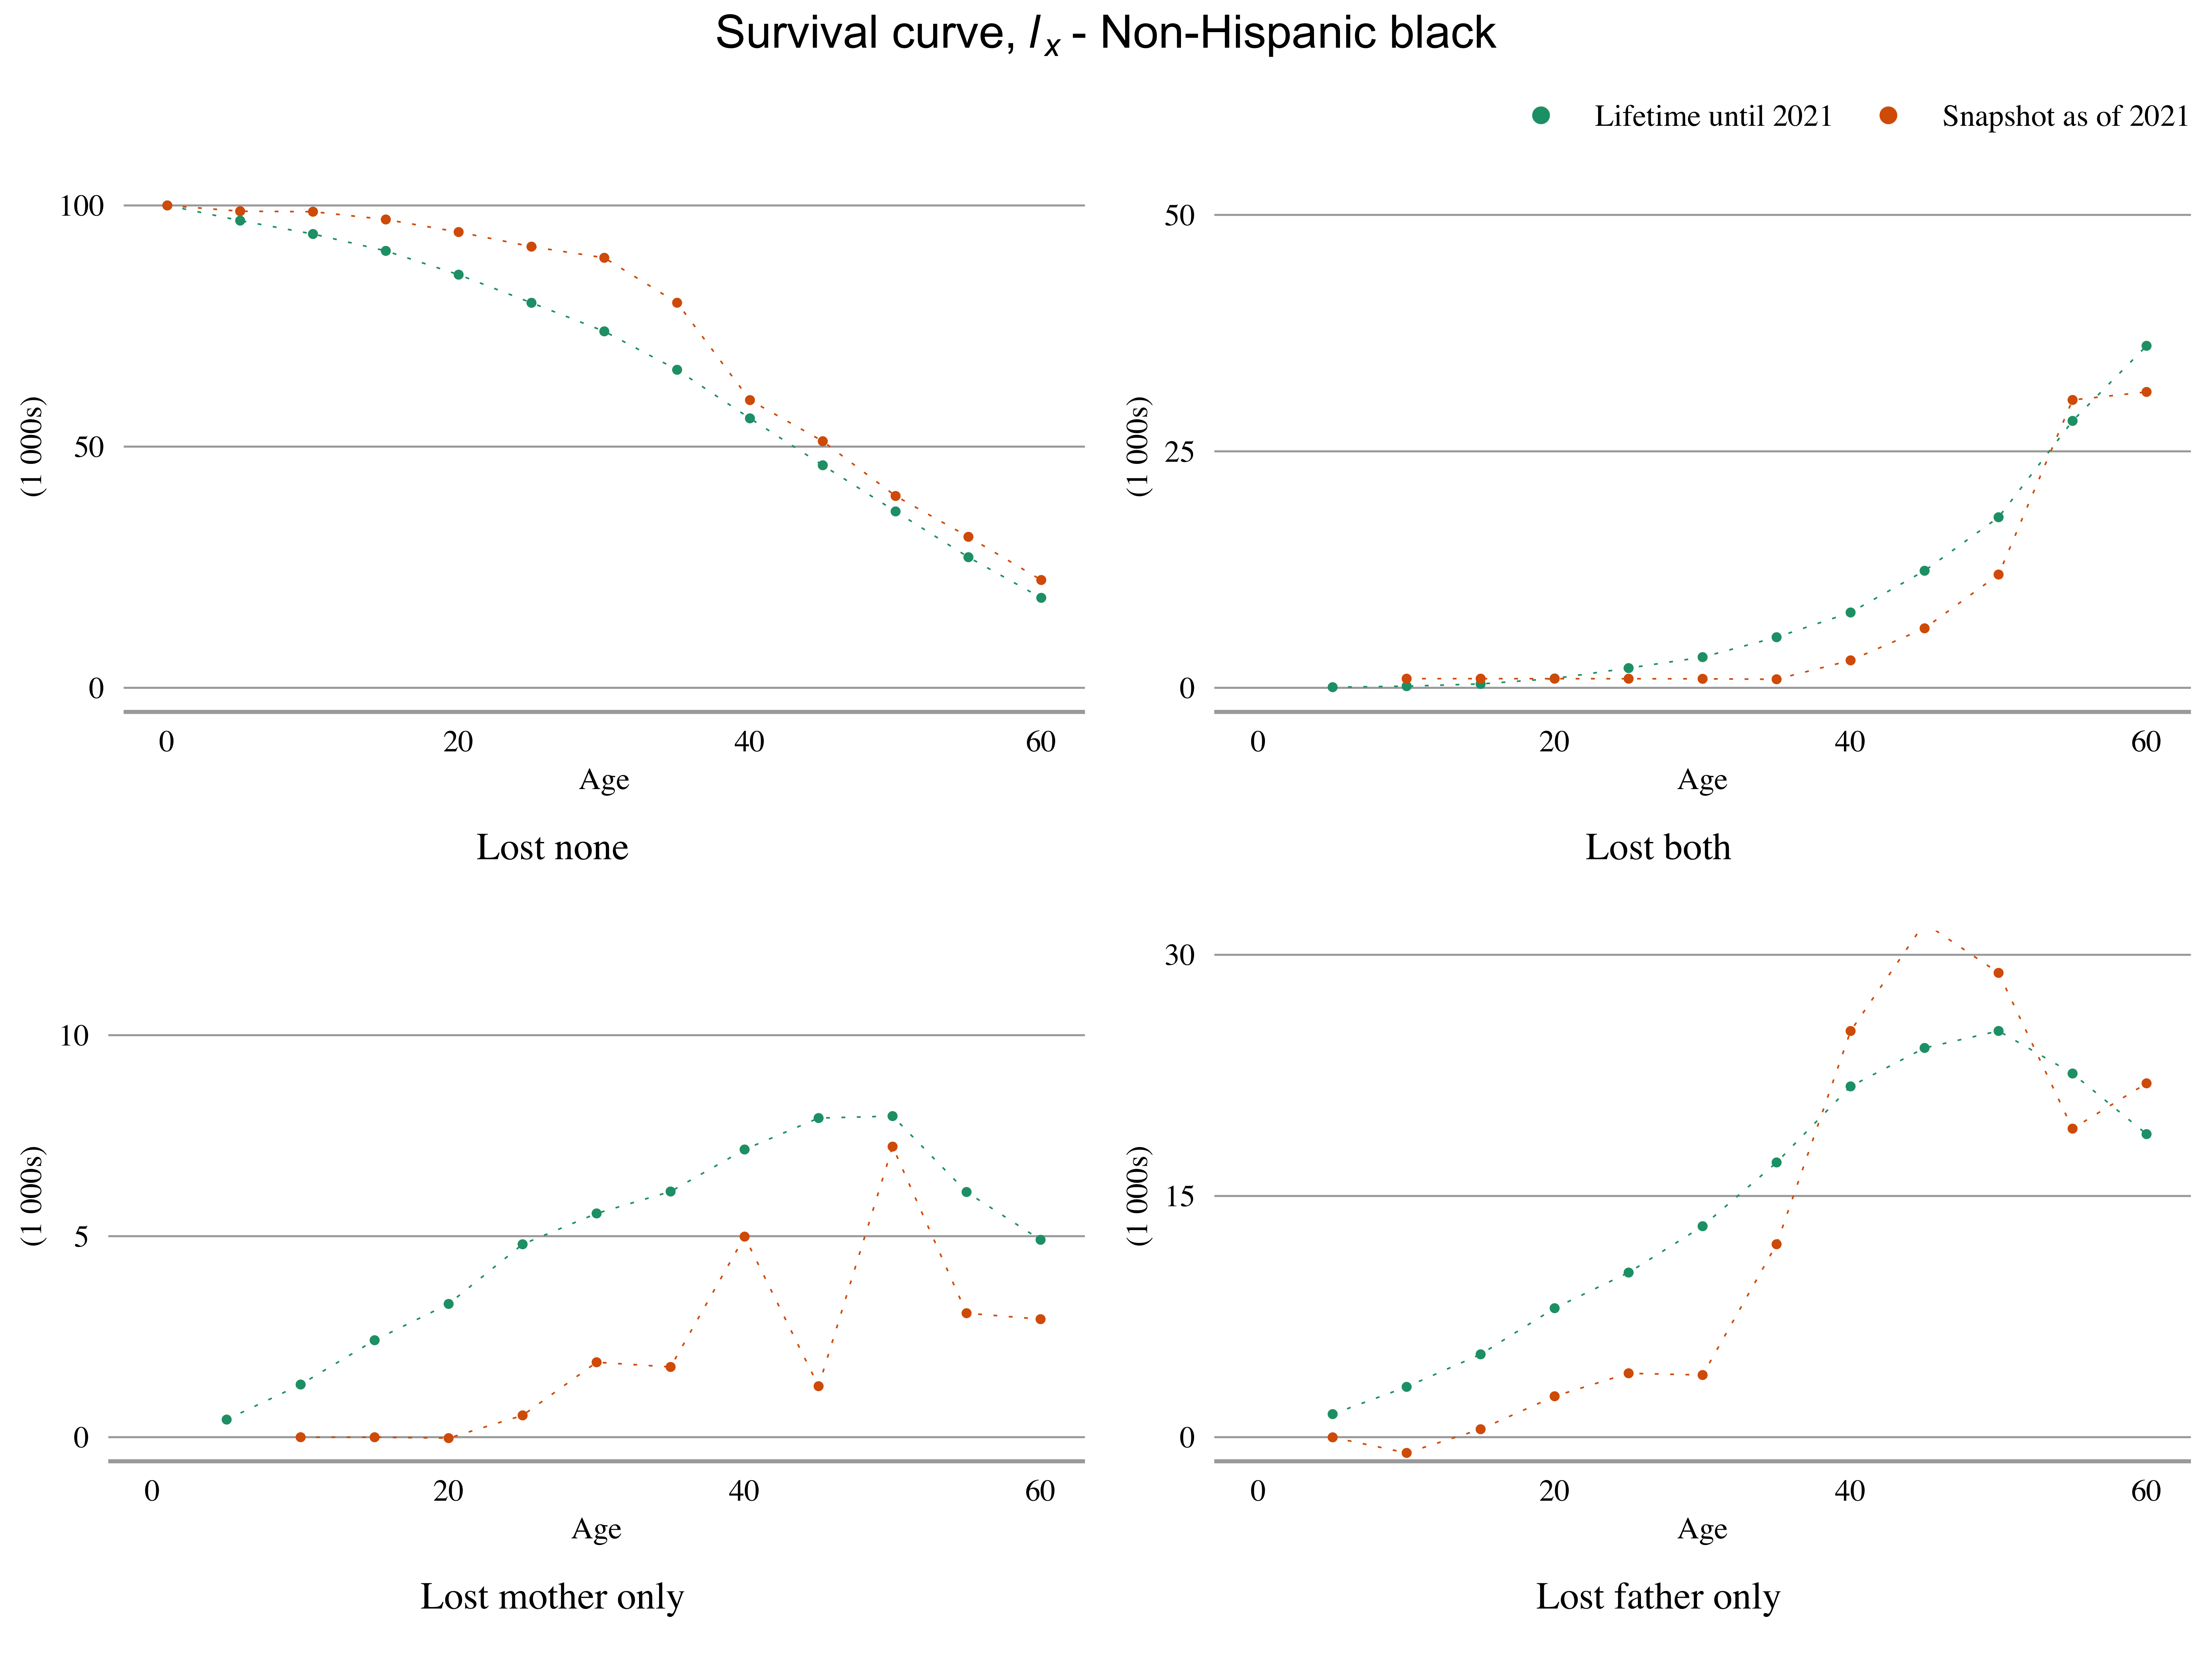 Survival curve, l x - Non-Hispanic black
Lifetime until 2021
Snapshot as of 2021
100
50
0
(1 000s)
0 20 40 60
Age
Lost none
50
25
0
(1 000s)
0 20 40 60
Age
Lost both
10
5
0
(1 000s)
0 20 40 60
Age
Lost mother only
30
15
0
(1 000s)
0 20 40 60
Age
Lost father only